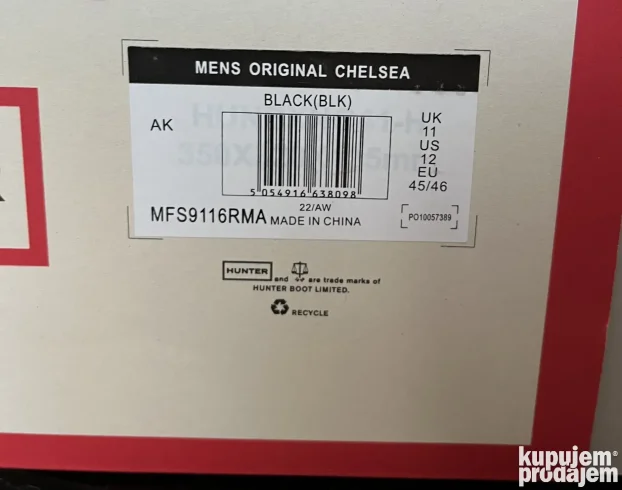 MENS ORIGINAL CHELSEA
BLACK(BLK)
AK
UK
11
US
12
EU
45/46
5 054916 638098
22/AW
MFS9116RMA MADE IN CHINA
PO10057389
HUNTER and are trade marks of
HUNTER BOOT LIMITED.
RECYCLE
kupujem
prodajem